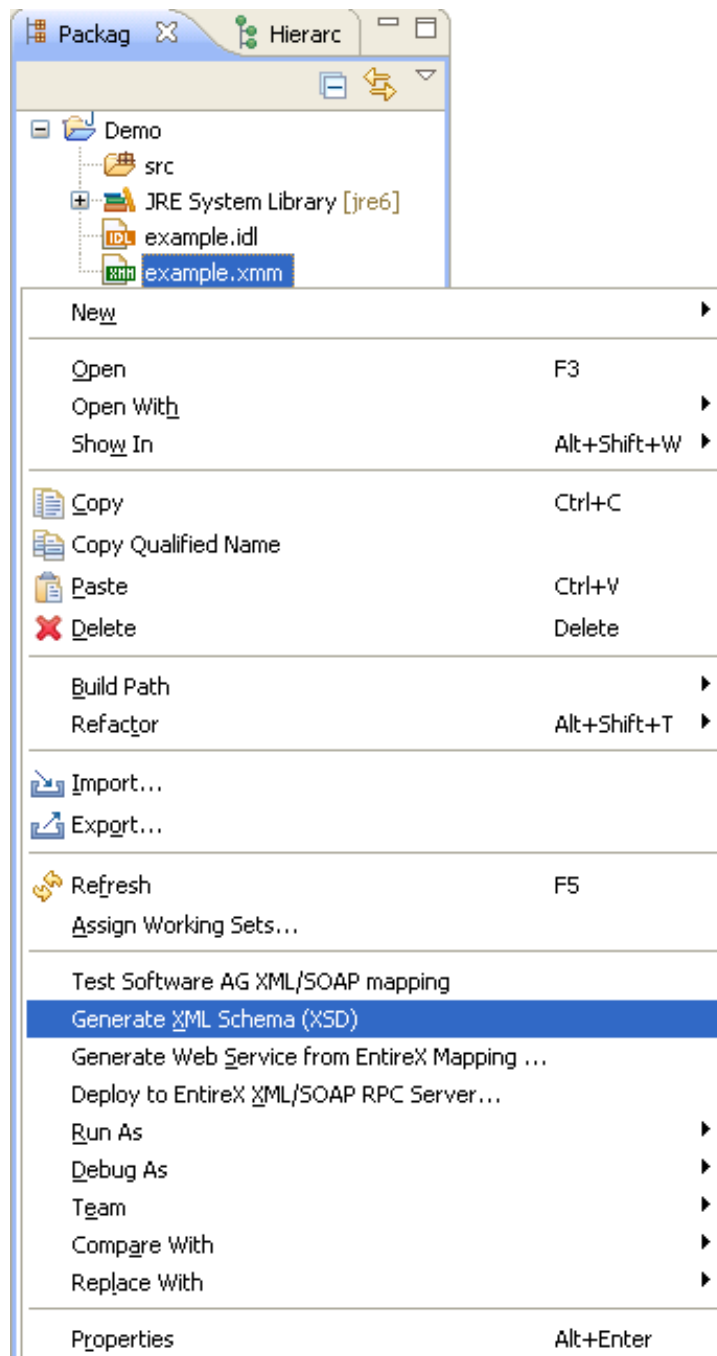 Packag Hierarc
Demo
src
JRE System Library [jre6]
IDL example.idl
XMM example.xmm
New
Open F3
Open With
Show In Alt+Shift+W
Copy Ctrl+C
Copy Qualified Name
Paste Ctrl+V
Delete Delete
Build Path
Refactor Alt+Shift+T
Import...
Export...
Refresh F5
Assign Working Sets...
Test Software AG XML/SOAP mapping
Generate XML Schema (XSD)
Generate Web Service from EntireX Mapping ...
Deploy to EntireX XML/SOAP RPC Server...
Run As
Debug As
Team
Compare With
Replace With
Properties Alt+Enter